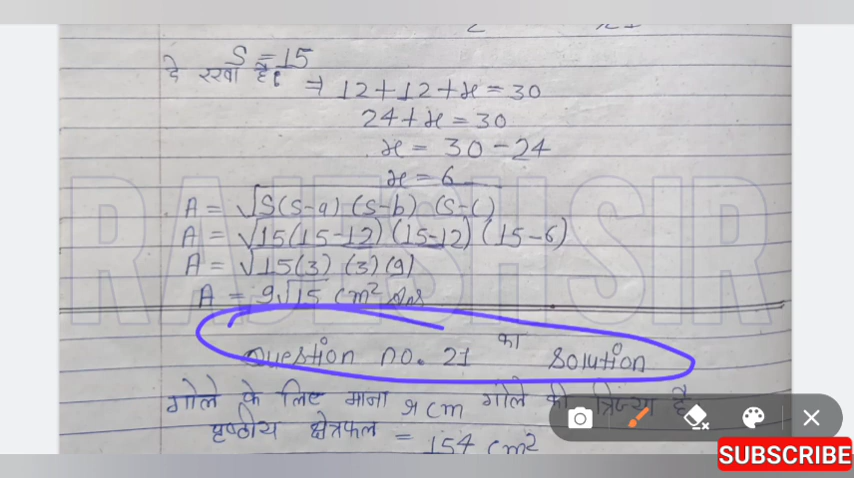 S = 15
दे रखा है ⇒ 12+12+x = 30
24+x = 30
x = 30-24
x = 6
A = √S(S-a) (S-b) (S-c)
A = √15(15-12) (15-12) (15-6)
A = √15(3) (3) (9)
A = 9√15 cm² Ans
Question no. 21 का Solution
गोले के लिए माना r cm गोले की त्रिज्या है
पृष्ठीय क्षेत्रफल = 154 cm²
RAJESH SIR
SUBSCRIBE